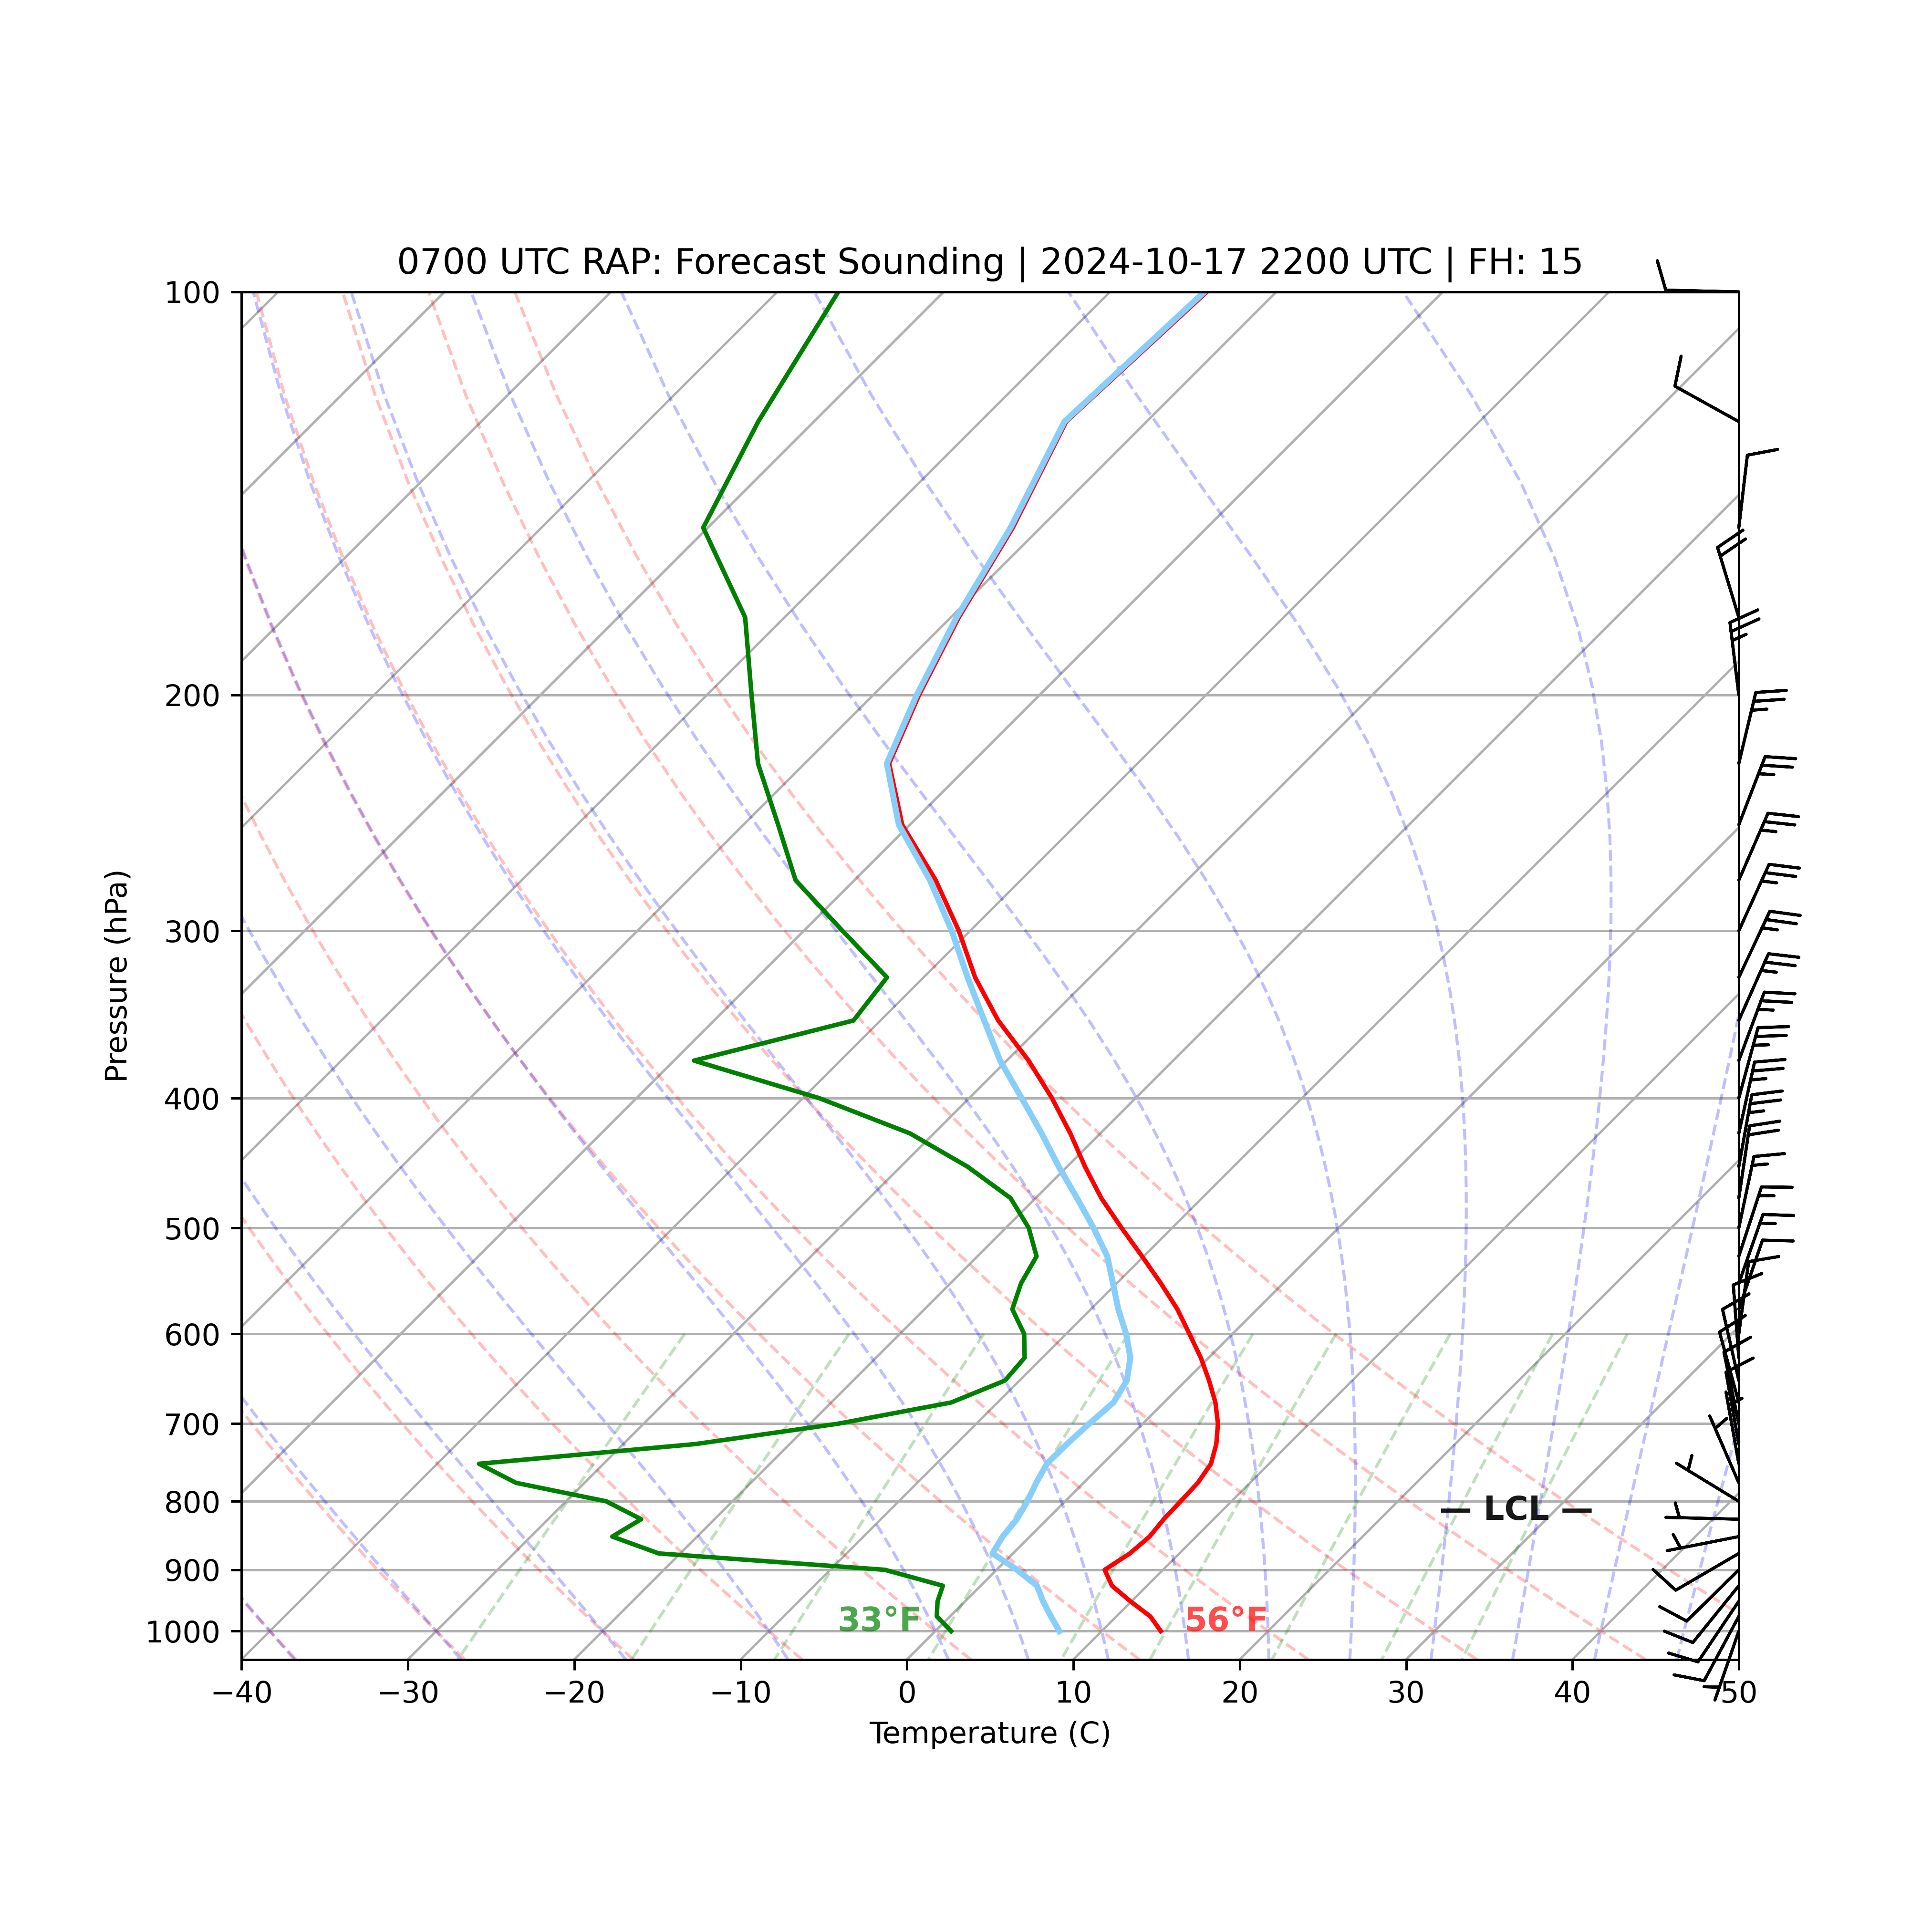 0700 UTC RAP: Forecast Sounding | 2024-10-17 2200 UTC | FH: 15
100
200
300
400
500
600
700
800
900
1000
Pressure (hPa)
— LCL —
33°F
56°F
−40 −30 −20 −10 0 10 20 30 40 50
Temperature (C)